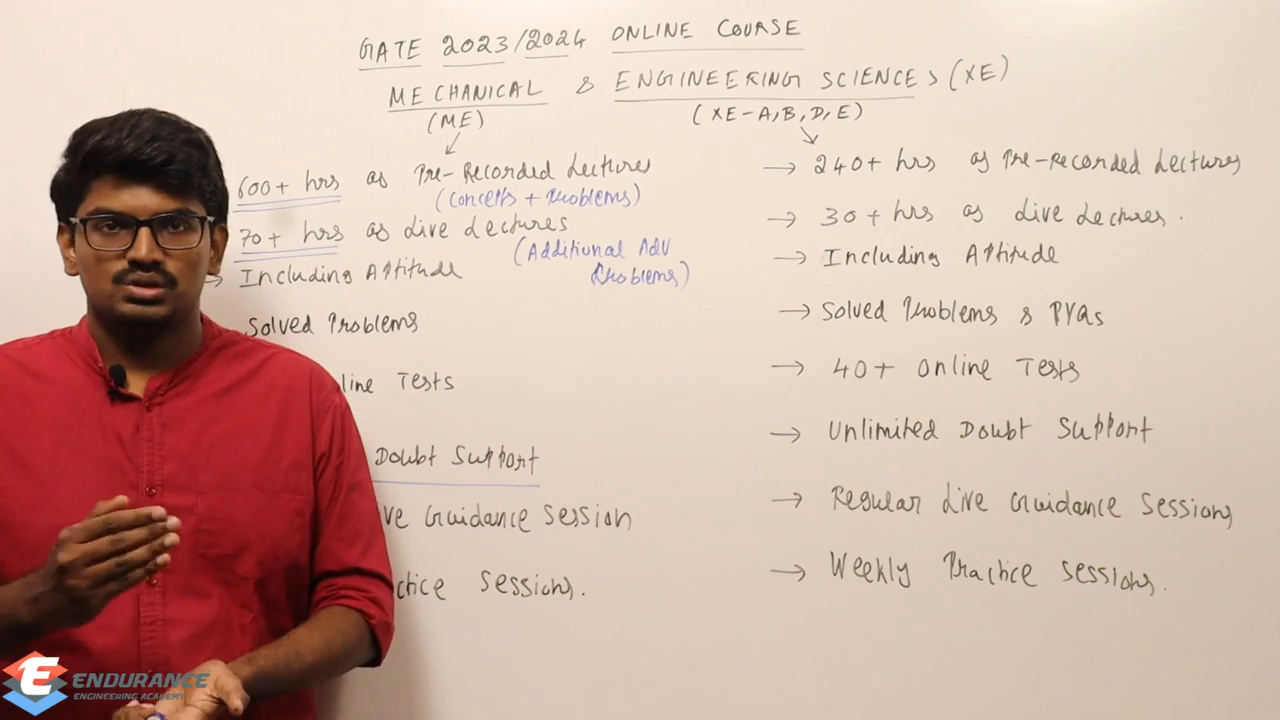 GATE 2023/2024 ONLINE COURSE
MECHANICAL & ENGINEERING SCIENCES (XE)
(ME)
(XE-A,B,D,E)
600+ hrs as Pre-Recorded Lectures
(Concepts + Problems)
70+ hrs as Live Lectures
(Additional Adv Problems)
→ Including Aptitude
Solved Problems
line Tests
Doubt Support
ve Guidance Session
ctice Sessions.
→ 240+ hrs as Pre-Recorded Lectures
→ 30+ hrs as Live Lectures.
→ Including Aptitude
→ Solved Problems & PYQs
→ 40+ Online Tests
→ Unlimited Doubt Support
→ Regular Live Guidance Sessions
→ Weekly Practice Sessions.
E ENDURANCE
ENGINEERING ACADEMY